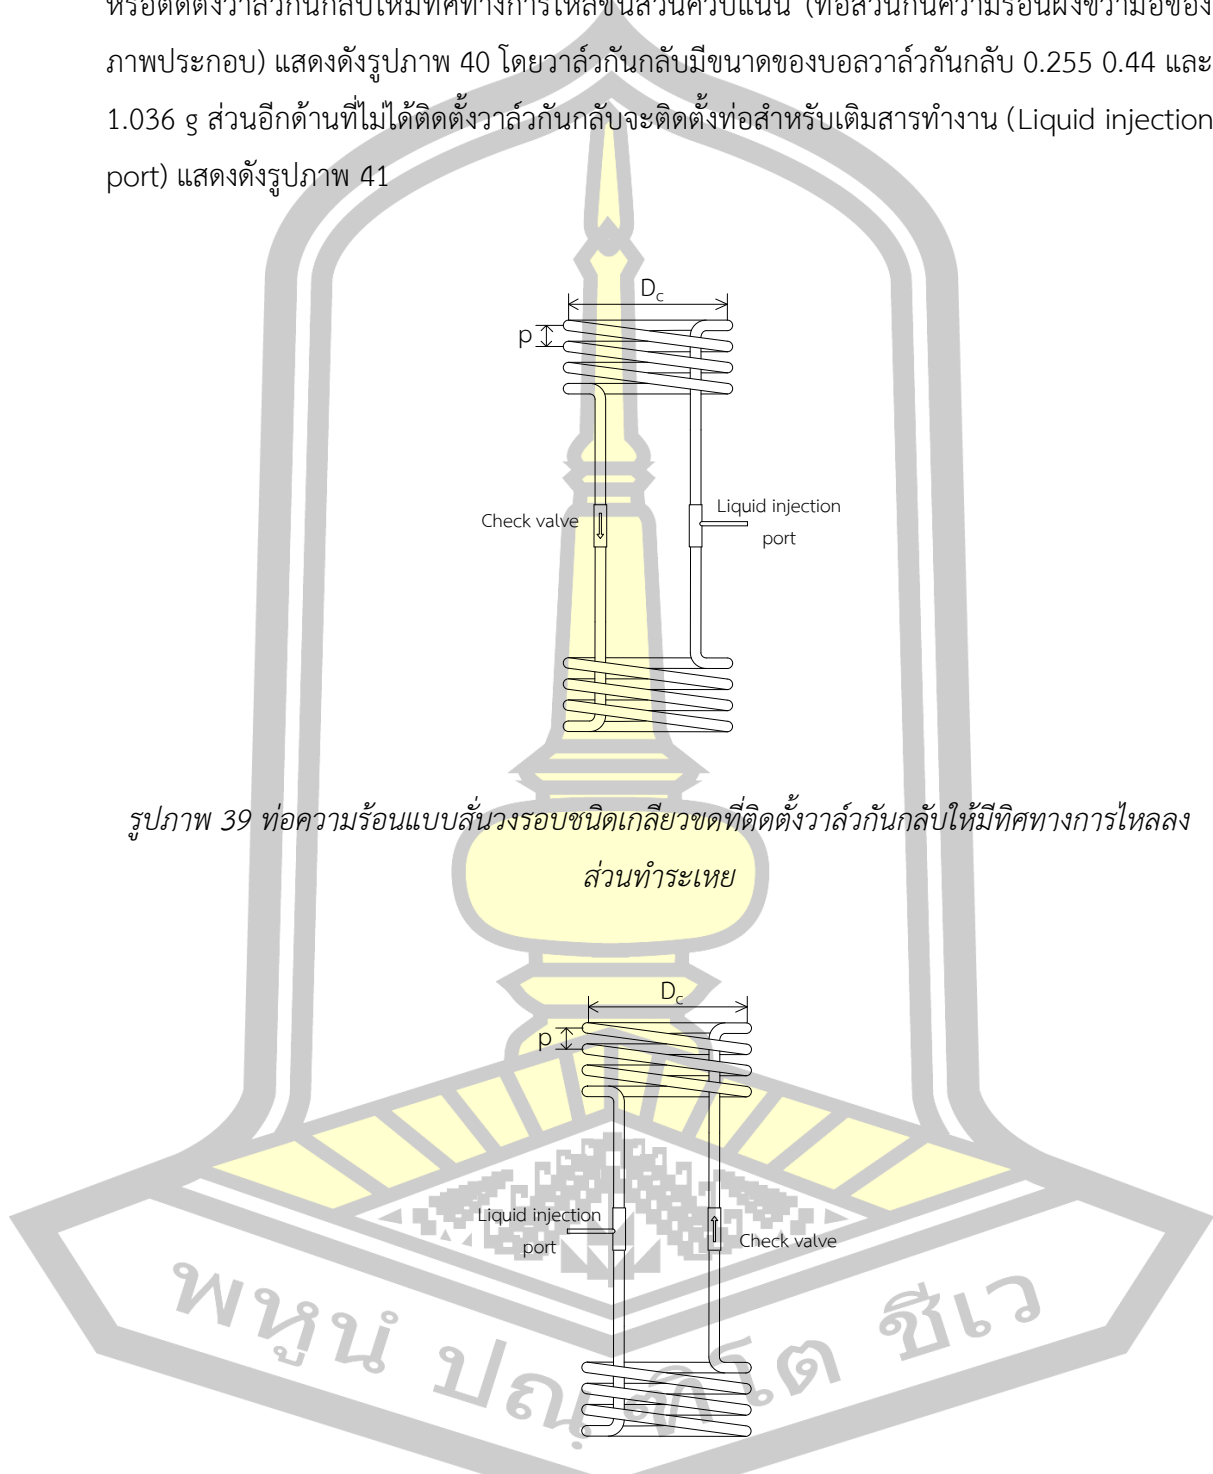 หรือติดตั้งวาล์วกันกลับให้มีทิศทางการไหลขึ้นส่วนควบแน่น (ท่อส่วนกันความร้อนฝั่งขวามือของ
ภาพประกอบ) แสดงดังรูปภาพ 40 โดยวาล์วกันกลับมีขนาดของบอลวาล์วกันกลับ 0.255 0.44 และ
1.036 g ส่วนอีกด้านที่ไม่ได้ติดตั้งวาล์วกันกลับจะติดตั้งท่อสำหรับเติมสารทำงาน (Liquid injection
port) แสดงดังรูปภาพ 41
D_c
p
Check valve
Liquid injection
port
รูปภาพ 39 ท่อความร้อนแบบสั่นวงรอบชนิดเกลียวขดที่ติดตั้งวาล์วกันกลับให้มีทิศทางการไหลลง
ส่วนทำระเหย
D_c
p
Liquid injection
port
Check valve
พหูนํ ปณฺฑิโต ชีเว